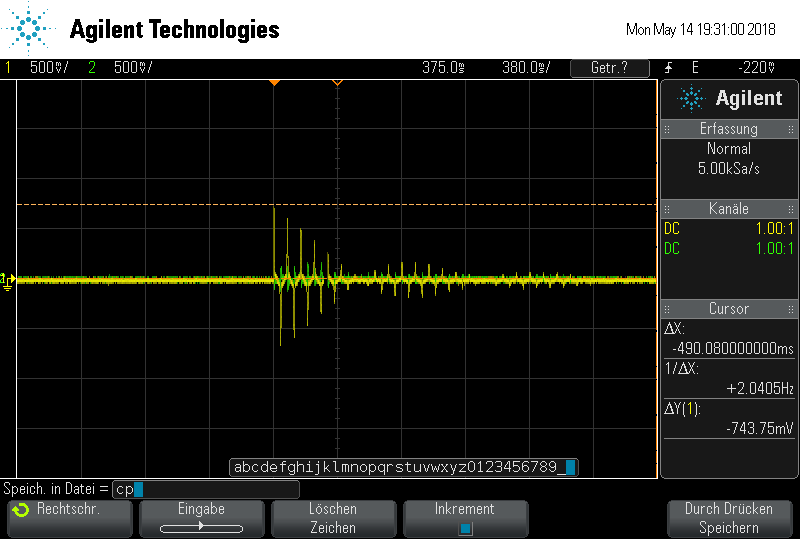 Agilent Technologies
Mon May 14 19:31:00 2018
1 500mV/ 2 500mV/ 375.0ms 380.0ms/ Getr.? E -220mV
Agilent
Erfassung
Normal
5.00kSa/s
Kanäle
DC 1.00:1
DC 1.00:1
Cursor
ΔX:
-490.080000000ms
1/ΔX:
+2.0405Hz
ΔY(1):
-743.75mV
abcdefghijklmnopqrstuvwxyz0123456789_
Speich. in Datei = cp
Rechtschr.
Eingabe
Löschen
Zeichen
Inkrement
Durch Drücken
Speichern